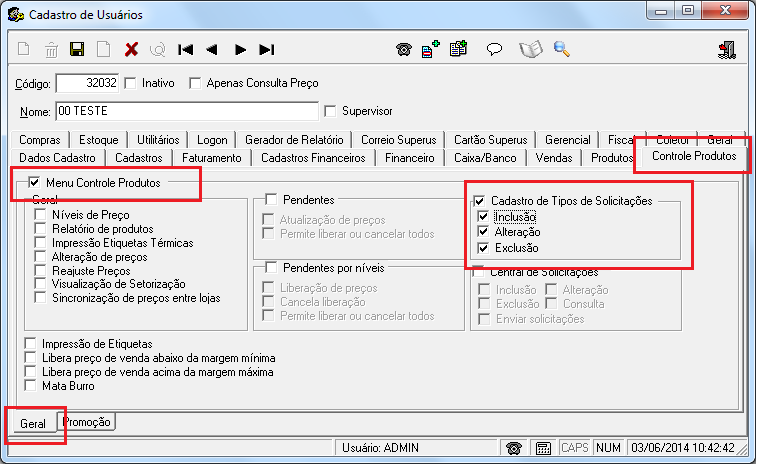 Cadastro de Usuários
Código: 32032 Inativo Apenas Consulta Preço
Nome: 00 TESTE Supervisor
Compras Estoque Utilitários Logon Gerador de Relatório Correio Superus Cartão Superus Gerencial Fiscal Coletor Geral
Dados Cadastro Cadastros Faturamento Cadastros Financeiros Financeiro Caixa/Banco Vendas Produtos Controle Produtos
Menu Controle Produtos
Geral
Níveis de Preço
Relatório de produtos
Impressão Etiquetas Térmicas
Alteração de preços
Reajuste Preços
Visualização de Setorização
Sincronização de preços entre lojas
Pendentes
Atualização de preços
Permite liberar ou cancelar todos
Pendentes por níveis
Liberação de preços
Cancela liberação
Permite liberar ou cancelar todos
Cadastro de Tipos de Solicitações
Inclusão
Alteração
Exclusão
Central de Solicitações
Inclusão Alteração
Exclusão Consulta
Enviar solicitações
Impressão de Etiquetas
Libera preço de venda abaixo da margem mínima
Libera preço de venda acima da margem máxima
Mata Burro
Geral Promoção
Usuário: ADMIN CAPS NUM 03/06/2014 10:42:42